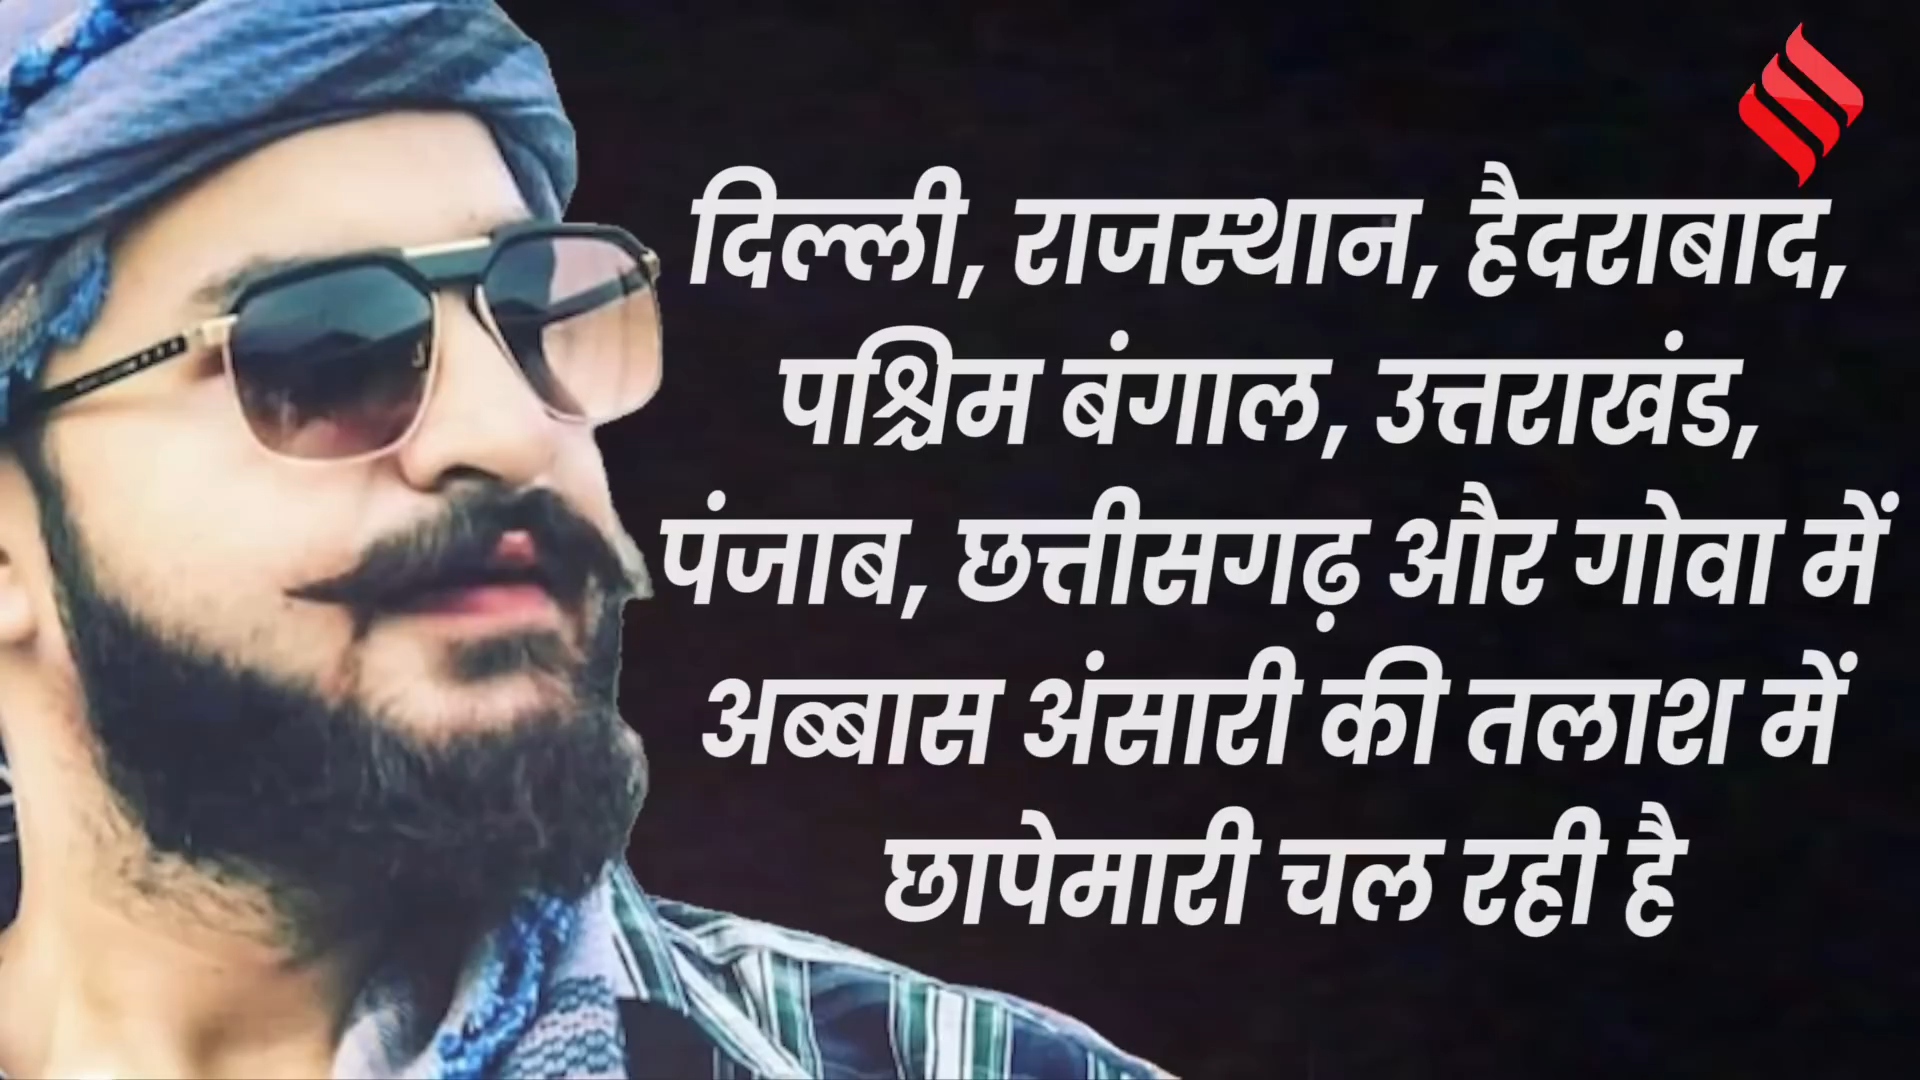 दिल्ली, राजस्थान, हैदराबाद,
पश्चिम बंगाल, उत्तराखंड,
पंजाब, छत्तीसगढ़ और गोवा में
अब्बास अंसारी की तलाश में
छापेमारी चल रही है